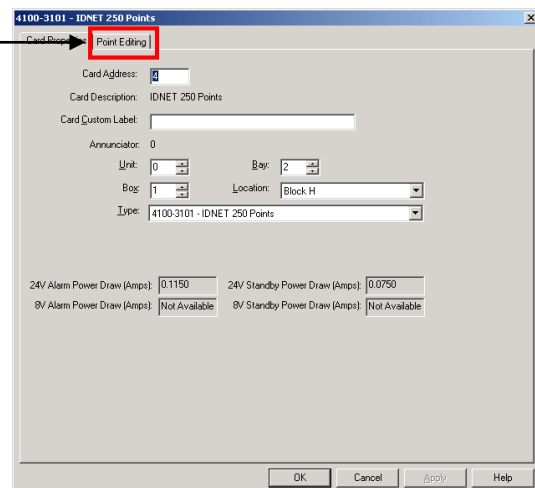 4100-3101 - IDNET 250 Points
Card Properties Point Editing
Card Address: 4
Card Description: IDNET 250 Points
Card Custom Label:
Annunciator: 0
Unit: 0 Bay: 2
Box 1 Location: Block H
Type: 4100-3101 - IDNET 250 Points
24V Alarm Power Draw (Amps): 0.1150 24V Standby Power Draw (Amps): 0.0750
8V Alarm Power Draw (Amps): Not Available 8V Standby Power Draw (Amps): Not Available
OK Cancel Apply Help